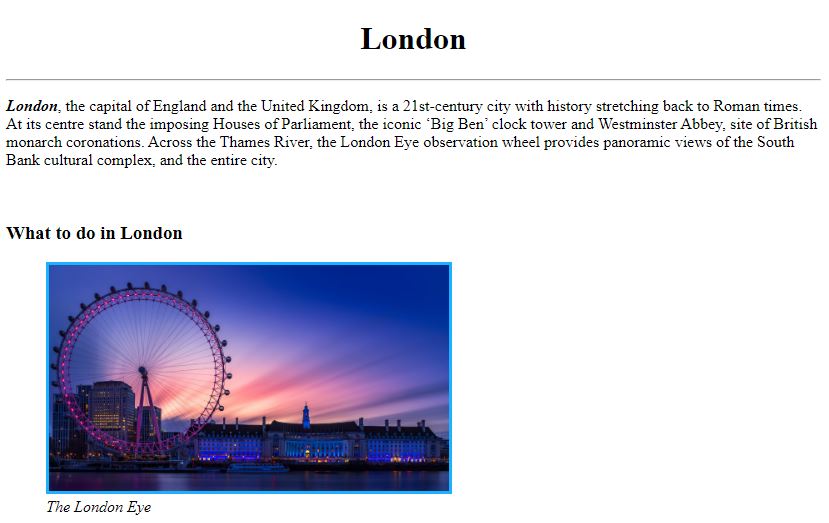 London
London, the capital of England and the United Kingdom, is a 21st-century city with history stretching back to Roman times.
At its centre stand the imposing Houses of Parliament, the iconic ‘Big Ben’ clock tower and Westminster Abbey, site of British
monarch coronations. Across the Thames River, the London Eye observation wheel provides panoramic views of the South
Bank cultural complex, and the entire city.
What to do in London
The London Eye